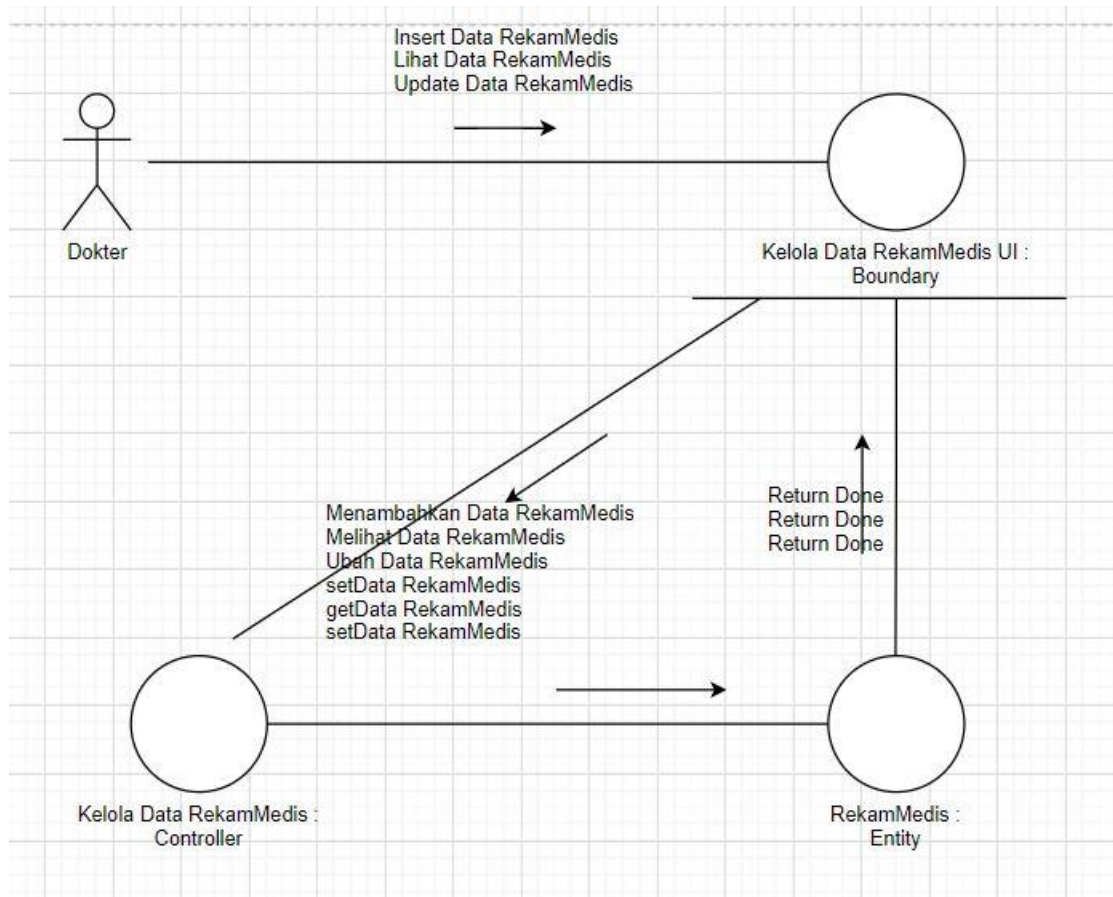 Insert Data RekamMedis
Lihat Data RekamMedis
Update Data RekamMedis
Dokter
Kelola Data RekamMedis UI :
Boundary
Menambahkan Data RekamMedis
Melihat Data RekamMedis
Ubah Data RekamMedis
setData RekamMedis
getData RekamMedis
setData RekamMedis
Return Done
Return Done
Return Done
Kelola Data RekamMedis :
Controller
RekamMedis :
Entity